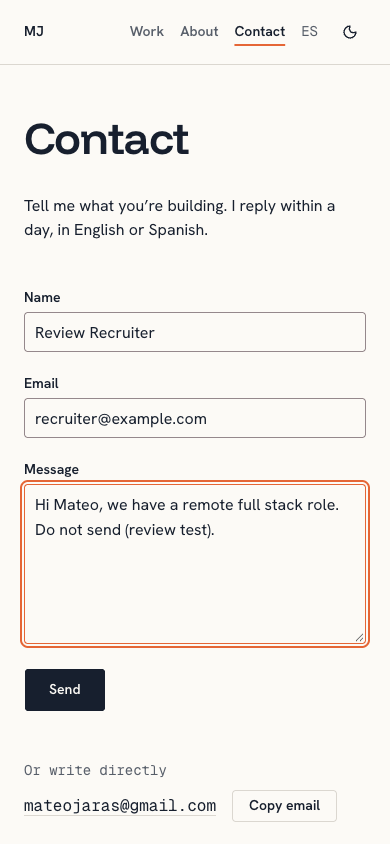 MJ Work About Contact ES
Contact
Tell me what you’re building. I reply within a
day, in English or Spanish.
Name
Review Recruiter
Email
recruiter@example.com
Message
Hi Mateo, we have a remote full stack role.
Do not send (review test).
Send
Or write directly
mateojaras@gmail.com Copy email